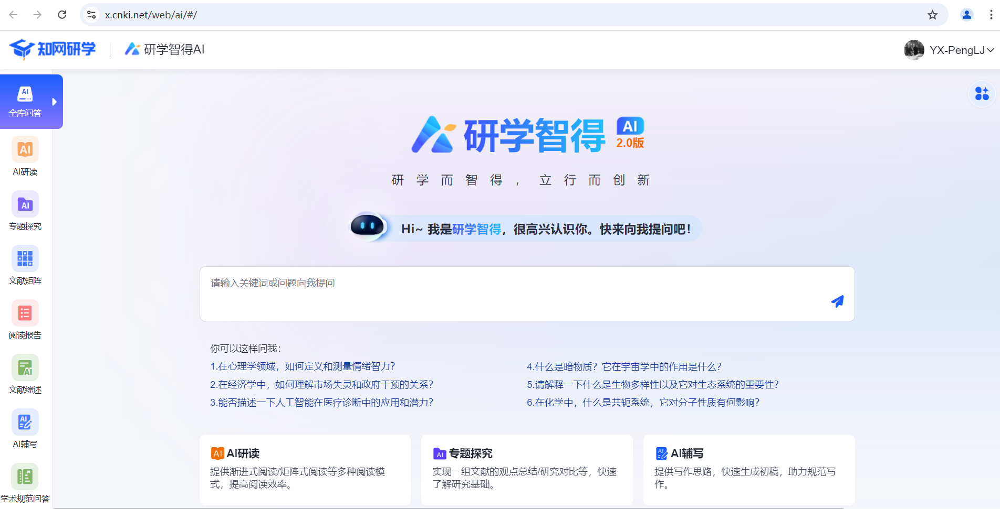 x.cnki.net/web/ai/#/
知网研学
研学智得AI
YX-PengLJ
AI
全库问答
AI
AI研读
AI
专题探究
文献矩阵
阅读报告
AI
文献综述
AI
AI辅写
学术规范问答
研学智得
AI
2.0版
研学而智得，立行而创新
Hi~ 我是研学智得，很高兴认识你。快来向我提问吧！
请输入关键词或问题向我提问
你可以这样问我：
1.在心理学领域，如何定义和测量情绪智力？
2.在经济学中，如何理解市场失灵和政府干预的关系？
3.能否描述一下人工智能在医疗诊断中的应用和潜力？
4.什么是暗物质？它在宇宙学中的作用是什么？
5.请解释一下什么是生物多样性以及它对生态系统的重要性？
6.在化学中，什么是共轭系统，它对分子性质有何影响？
AI AI研读
提供渐进式阅读/矩阵式阅读等多种阅读模
式，提高阅读效率。
AI 专题探究
实现一组文献的观点总结/研究对比等，快速
了解研究基础。
AI AI辅写
提供写作思路，快速生成初稿，助力规范写
作。